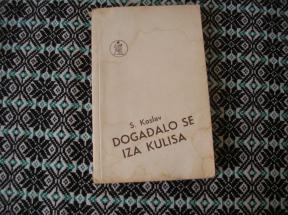 S. Koslav
DOGAĐALO SE
IZA KULISA